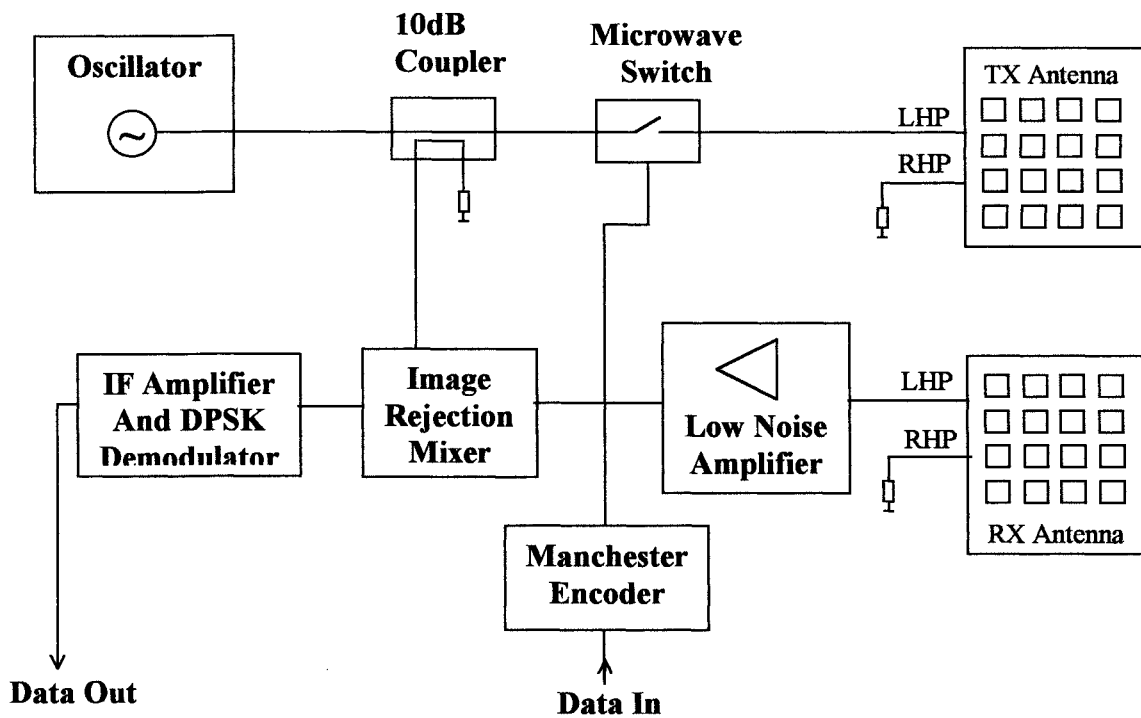 Oscillator
10dB
Coupler
Microwave
Switch
TX Antenna
LHP
RHP
IF Amplifier
And DPSK
Demodulator
Image
Rejection
Mixer
Low Noise
Amplifier
LHP
RHP
RX Antenna
Manchester
Encoder
Data Out
Data In